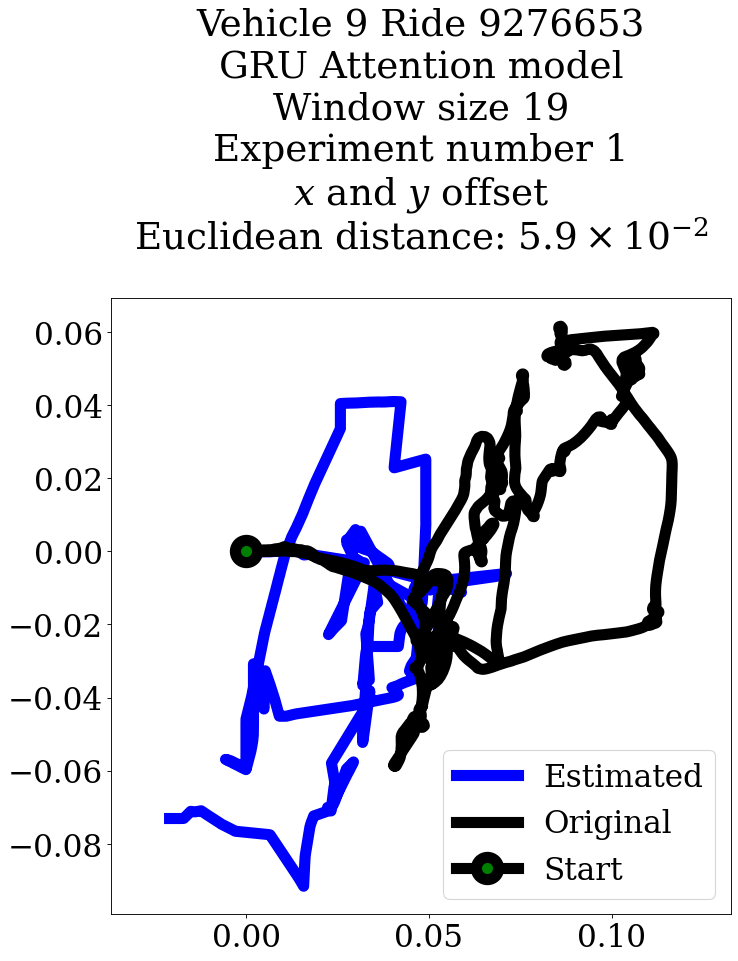 Vehicle 9 Ride 9276653
GRU Attention model
Window size 19
Experiment number 1
x and y offset
Euclidean distance: 5.9 × 10⁻²
0.06
0.04
0.02
0.00
−0.02
−0.04
−0.06
−0.08
Estimated
Original
Start
0.00 0.05 0.10